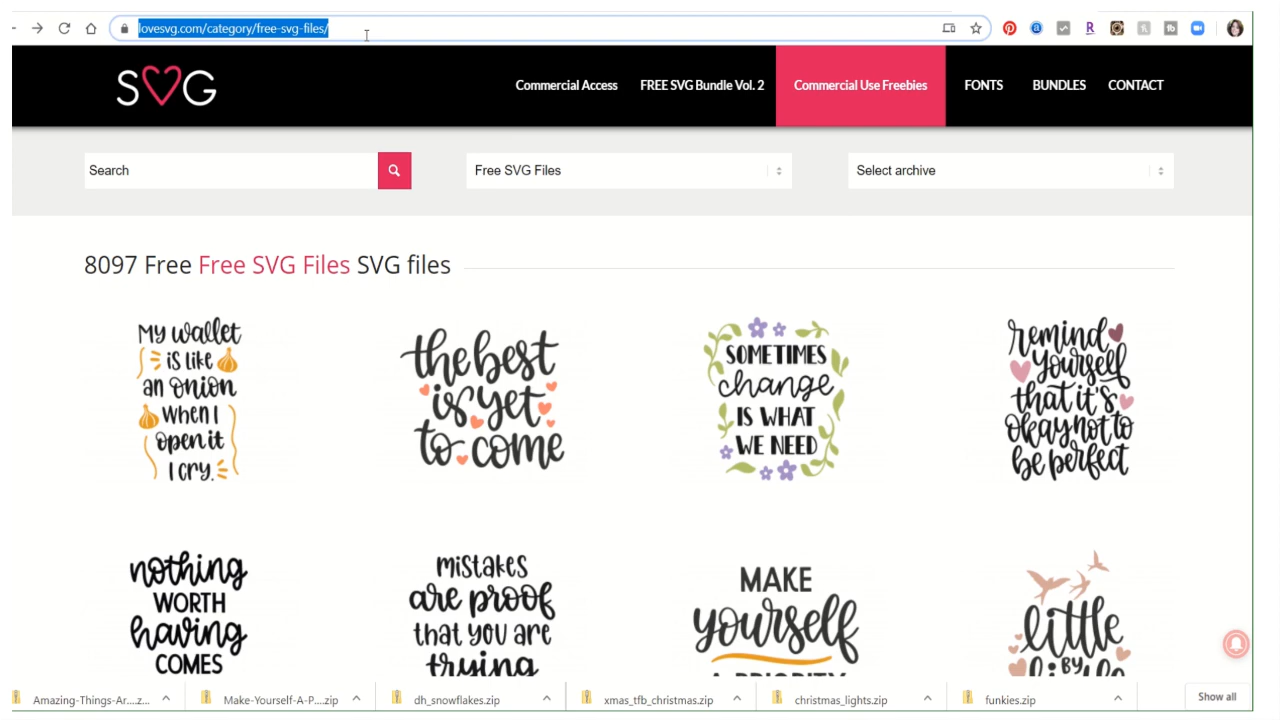 lovesvg.com/category/free-svg-files/
SVG
Commercial Access
FREE SVG Bundle Vol. 2
Commercial Use Freebies
FONTS
BUNDLES
CONTACT
Search
Free SVG Files
Select archive
8097 Free Free SVG Files SVG files
My wallet
is like
an onion
when I
open it
I cry.
the best
is yet
to come
SOMETIMES
change
IS WHAT
WE NEED
remind
yourself
that it's
okay not to
be perfect
nothing
WORTH
having
COMES
mistakes
are proof
that you are
trying
MAKE
yourself
A PRIORITY
little
BY
Amazing-Things-Ar....z...
Make-Yourself-A-P....zip
dh_snowflakes.zip
xmas_tfb_christmas.zip
christmas_lights.zip
funkies.zip
Show all